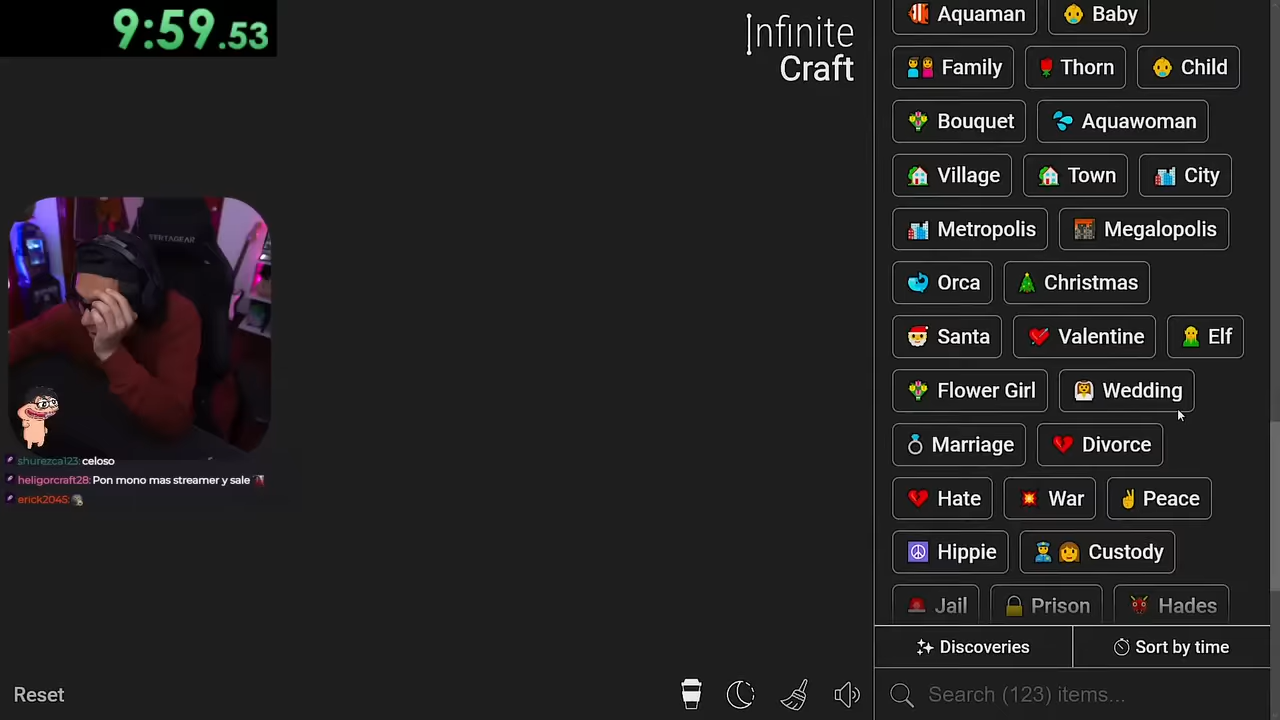 9:59.53
Infinite
Craft
Aquaman Baby
Family Thorn Child
Bouquet Aquawoman
Village Town City
Metropolis Megalopolis
Orca Christmas
Santa Valentine Elf
Flower Girl Wedding
Marriage Divorce
Hate War Peace
Hippie Custody
Jail Prison Hades
Discoveries Sort by time
Search (123) items...
shurezca123: celoso
heligorcraft28: Pon mono mas streamer y sale
erick2045:
Reset